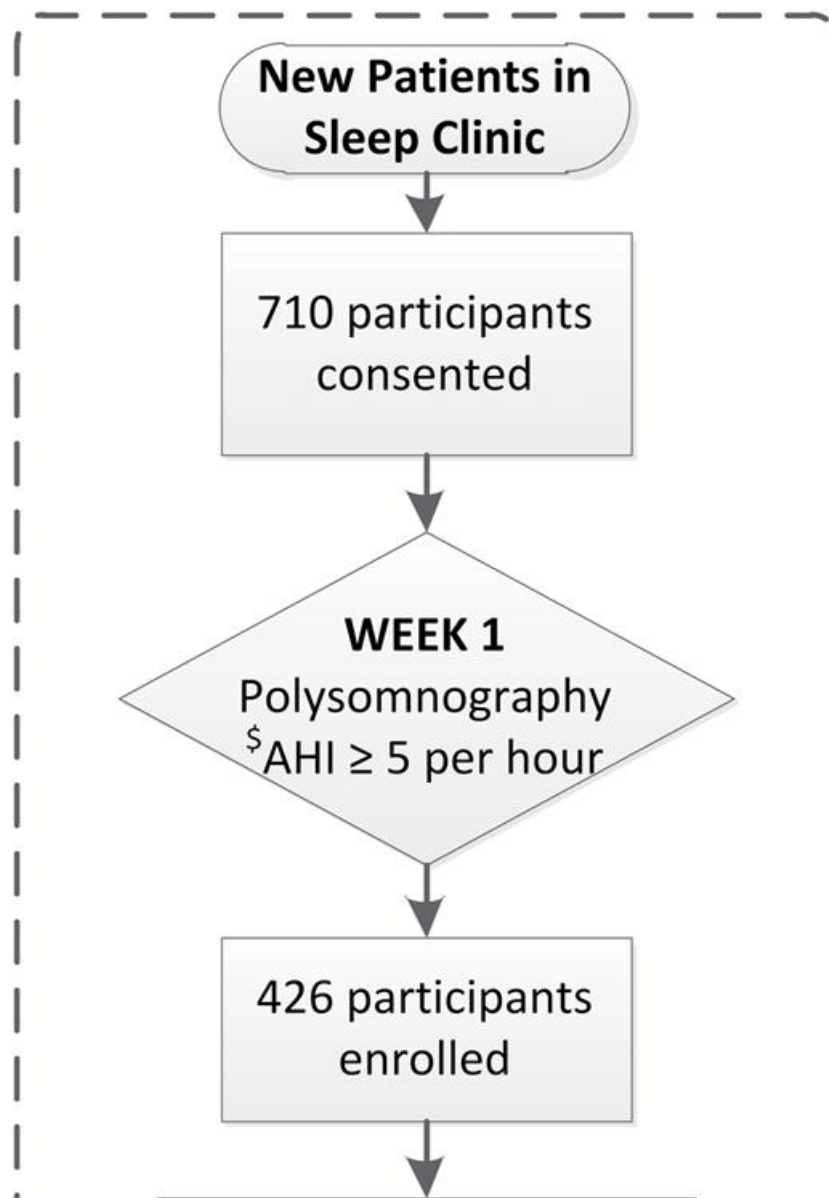 New Patients in
Sleep Clinic
710 participants
consented
WEEK 1
Polysomnography
$AHI ≥ 5 per hour
426 participants
enrolled